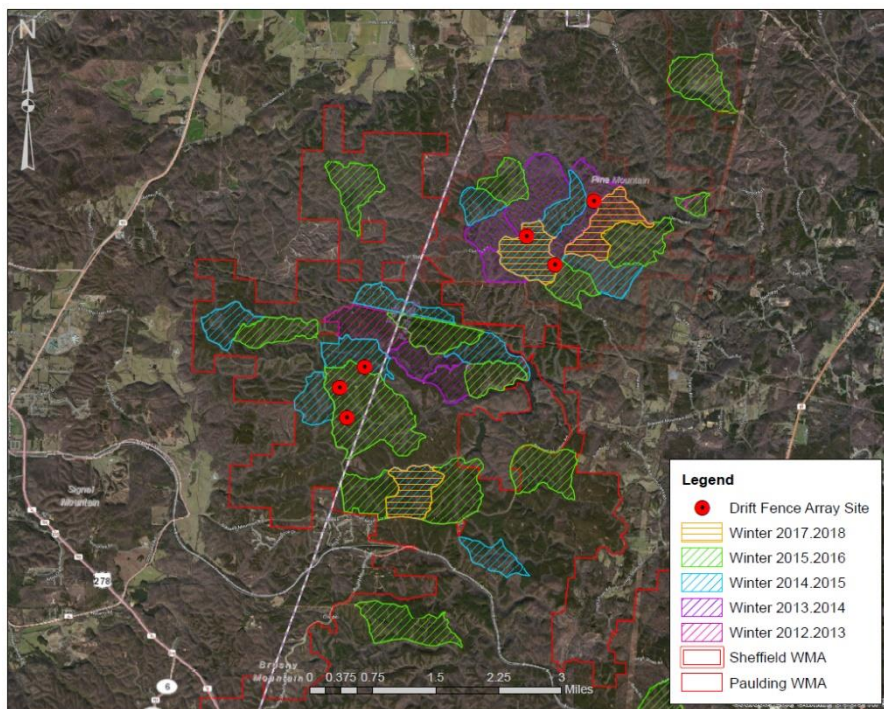 N
Pine Mountain
Signal
Mountain
278
6
Brushy
Mountain
0 0.375 0.75 1.5 2.25 3
Miles
Legend
Drift Fence Array Site
Winter 2017.2018
Winter 2015.2016
Winter 2014.2015
Winter 2013.2014
Winter 2012.2013
Sheffield WMA
Paulding WMA